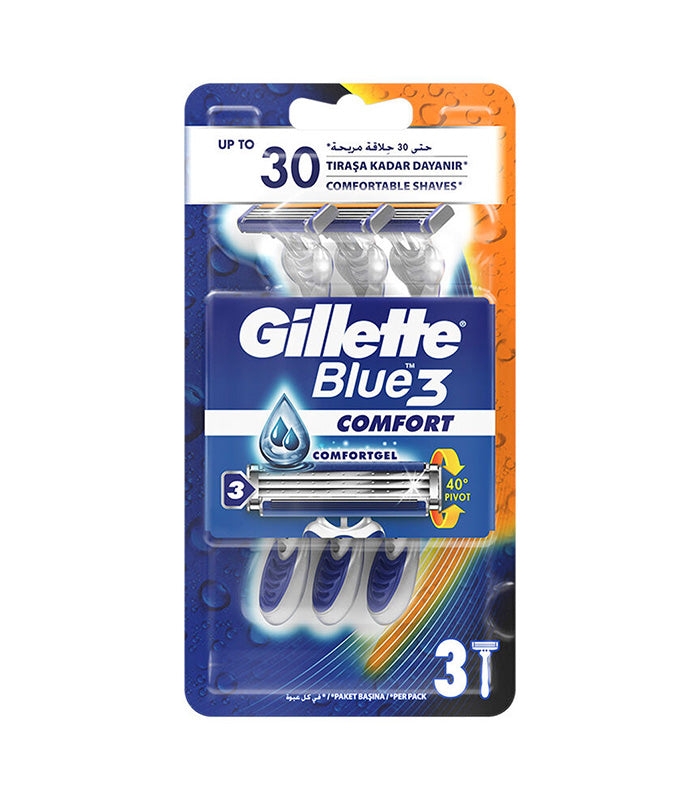 UP TO
30
حتى 30 حلاقة مريحة*
TIRAŞA KADAR DAYANIR*
COMFORTABLE SHAVES*
Gillette®
Blue™3
COMFORT
COMFORTGEL
3
40°
PIVOT
3
*في كل عبوة /*PAKET BAŞINA /*PER PACK